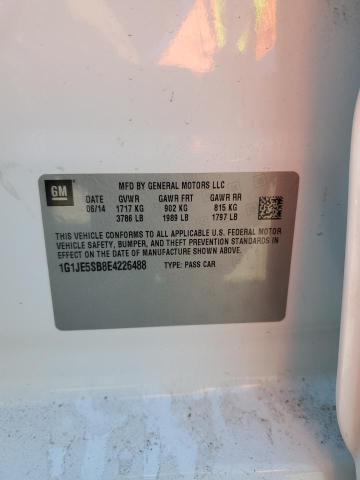 GM
MFD BY GENERAL MOTORS LLC
DATE GVWR GAWR FRT GAWR RR
06/14 1717 KG 902 KG 815 KG
3786 LB 1989 LB 1797 LB
THIS VEHICLE CONFORMS TO ALL APPLICABLE U.S. FEDERAL MOTOR
VEHICLE SAFETY, BUMPER, AND THEFT PREVENTION STANDARDS
IN EFFECT ON THE DATE OF MANUFACTURE SHOWN ABOVE.
1G1JE5SB8E4226488 TYPE: PASS CAR